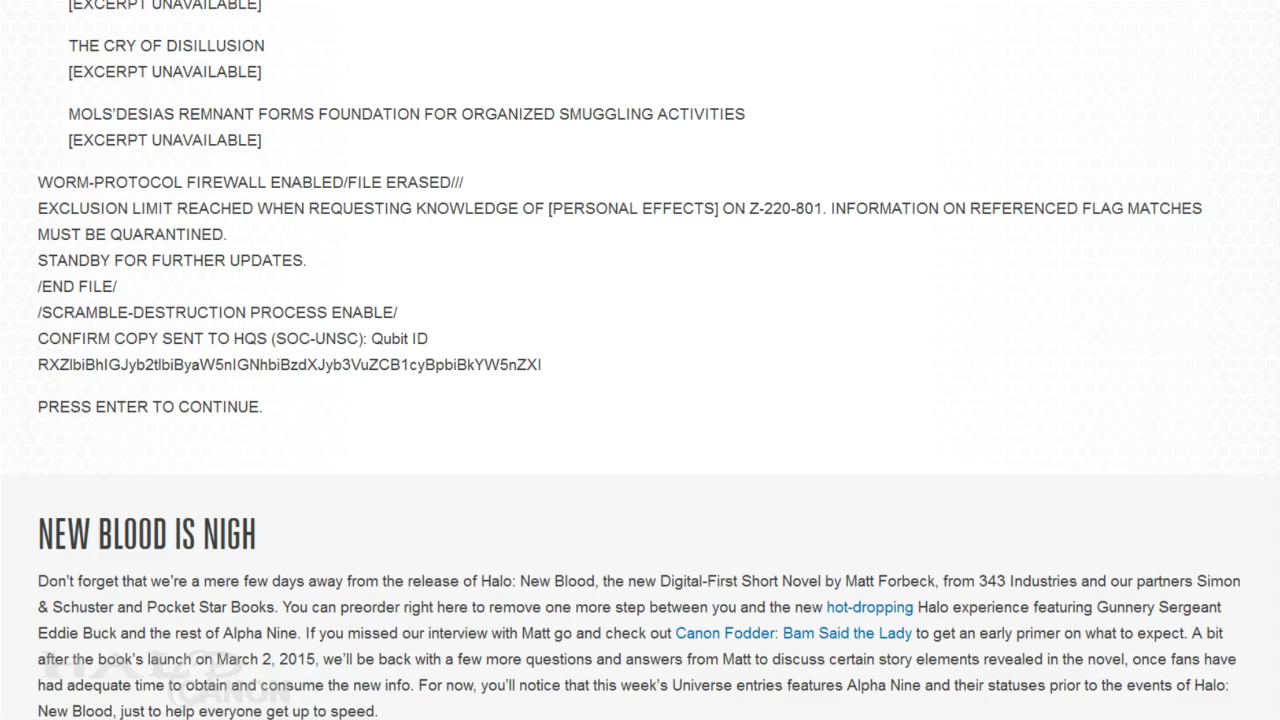 [EXCERPT UNAVAILABLE]
THE CRY OF DISILLUSION
[EXCERPT UNAVAILABLE]
MOLS’DESIAS REMNANT FORMS FOUNDATION FOR ORGANIZED SMUGGLING ACTIVITIES
[EXCERPT UNAVAILABLE]
WORM-PROTOCOL FIREWALL ENABLED/FILE ERASED///
EXCLUSION LIMIT REACHED WHEN REQUESTING KNOWLEDGE OF [PERSONAL EFFECTS] ON Z-220-801. INFORMATION ON REFERENCED FLAG MATCHES
MUST BE QUARANTINED.
STANDBY FOR FURTHER UPDATES.
/END FILE/
/SCRAMBLE-DESTRUCTION PROCESS ENABLE/
CONFIRM COPY SENT TO HQS (SOC-UNSC): Qubit ID
RXZlbiBhIGJyb2tlbiByaW5nIGNhbiBzdXJyb3VuZCB1cyBpbiBkYW5nZXI
PRESS ENTER TO CONTINUE.
NEW BLOOD IS NIGH
Don’t forget that we’re a mere few days away from the release of Halo: New Blood, the new Digital-First Short Novel by Matt Forbeck, from 343 Industries and our partners Simon
& Schuster and Pocket Star Books. You can preorder right here to remove one more step between you and the new hot-dropping Halo experience featuring Gunnery Sergeant
Eddie Buck and the rest of Alpha Nine. If you missed our interview with Matt go and check out Canon Fodder: Bam Said the Lady to get an early primer on what to expect. A bit
after the book’s launch on March 2, 2015, we’ll be back with a few more questions and answers from Matt to discuss certain story elements revealed in the novel, once fans have
had adequate time to obtain and consume the new info. For now, you’ll notice that this week’s Universe entries features Alpha Nine and their statuses prior to the events of Halo:
New Blood, just to help everyone get up to speed.
HALO
CANON